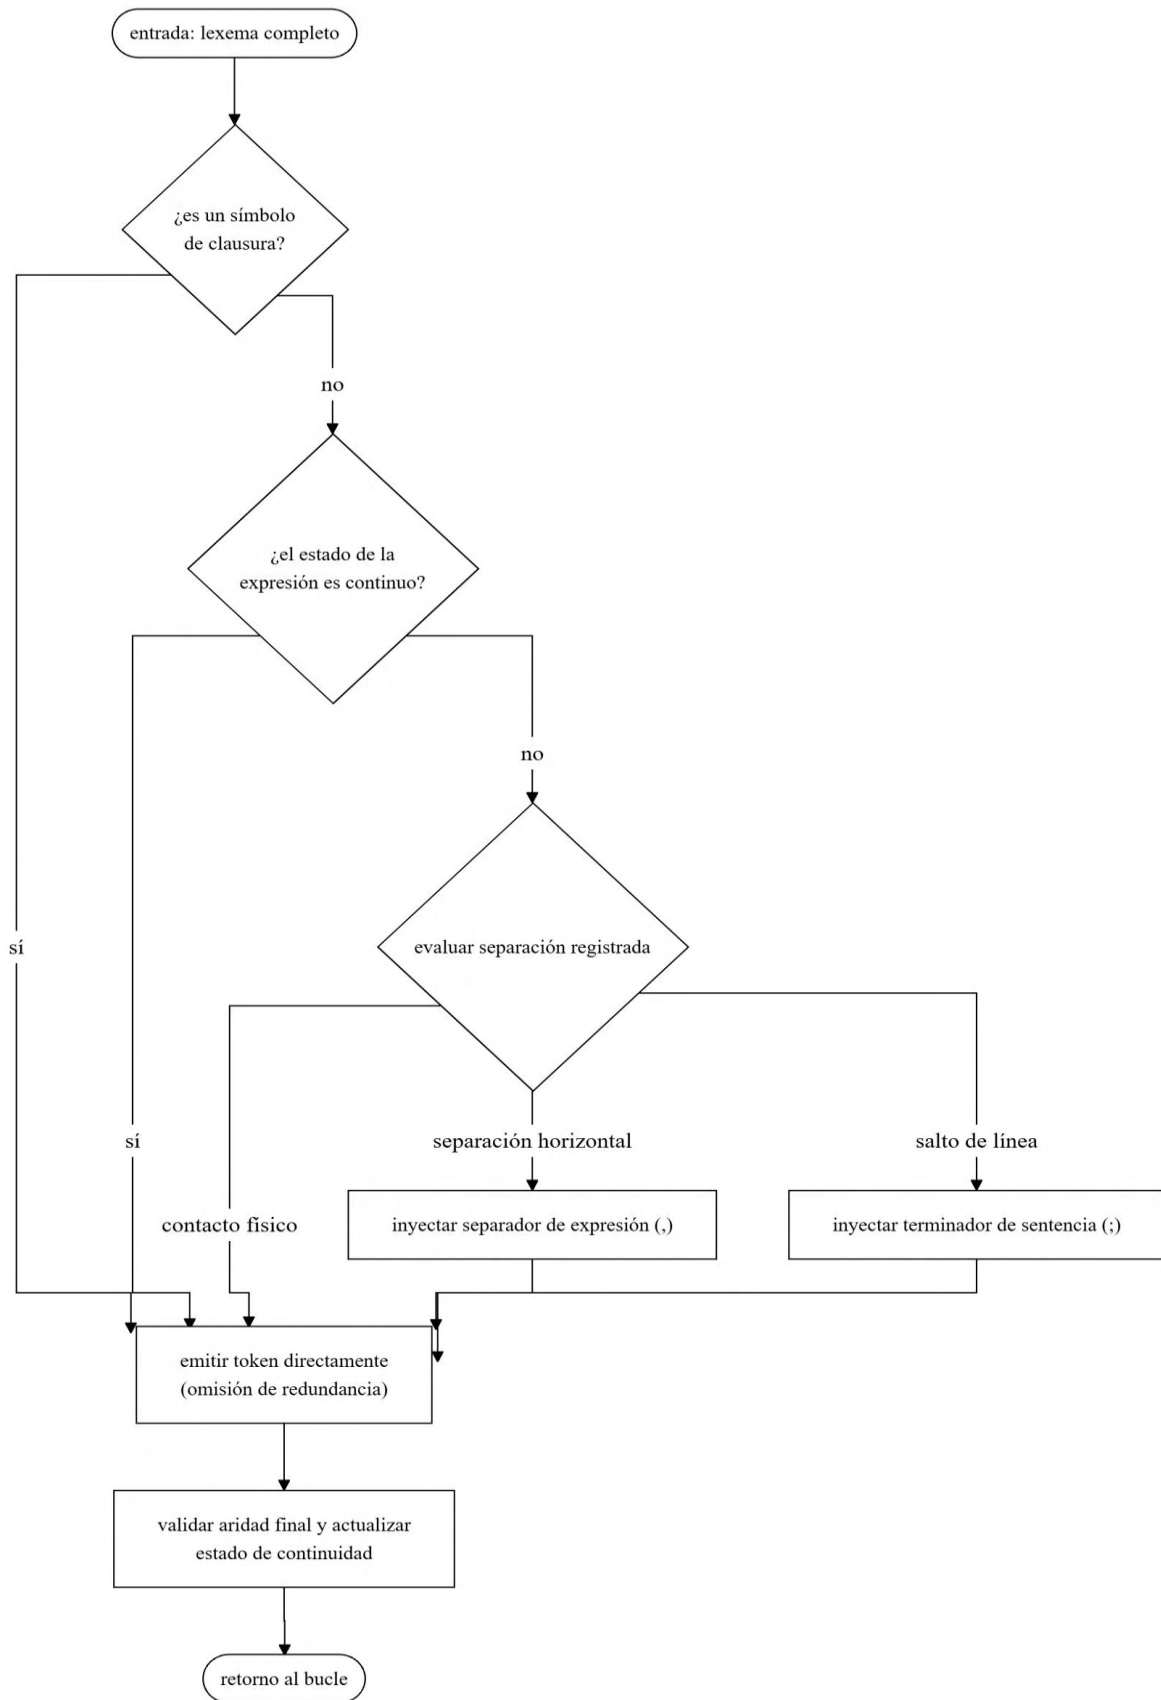 entrada: lexema completo
¿es un símbolo
de clausura?
no
¿el estado de la
expresión es continuo?
no
sí
evaluar separación registrada
sí
separación horizontal
salto de línea
contacto físico
inyectar separador de expresión (,)
inyectar terminador de sentencia (;)
emitir token directamente
(omisión de redundancia)
validar aridad final y actualizar
estado de continuidad
retorno al bucle